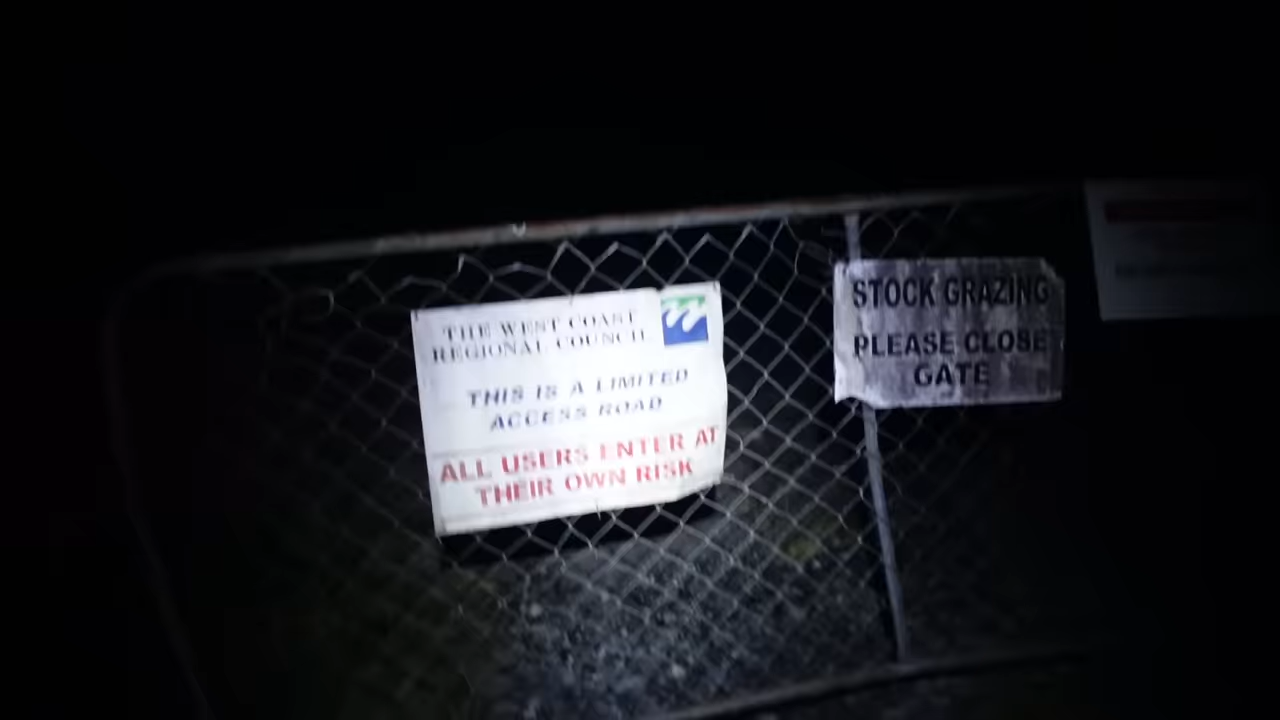 THE WEST COAST
REGIONAL COUNCIL
THIS IS A LIMITED
ACCESS ROAD
ALL USERS ENTER AT
THEIR OWN RISK
STOCK GRAZING
PLEASE CLOSE
GATE